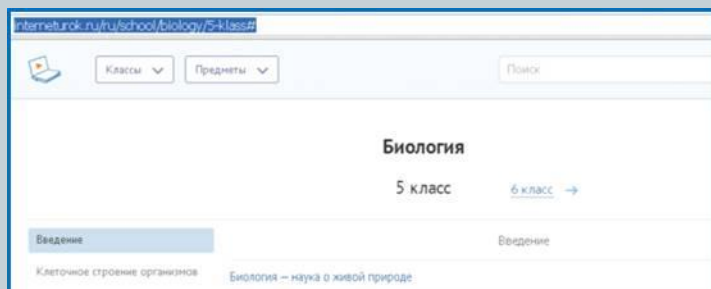 interneturok.ru/ru/school/biology/5-klass#
Классы Предметы Поиск
Биология
5 класс 6 класс →
Введение Введение
Клеточное строение организмов Биология — наука о живой природе